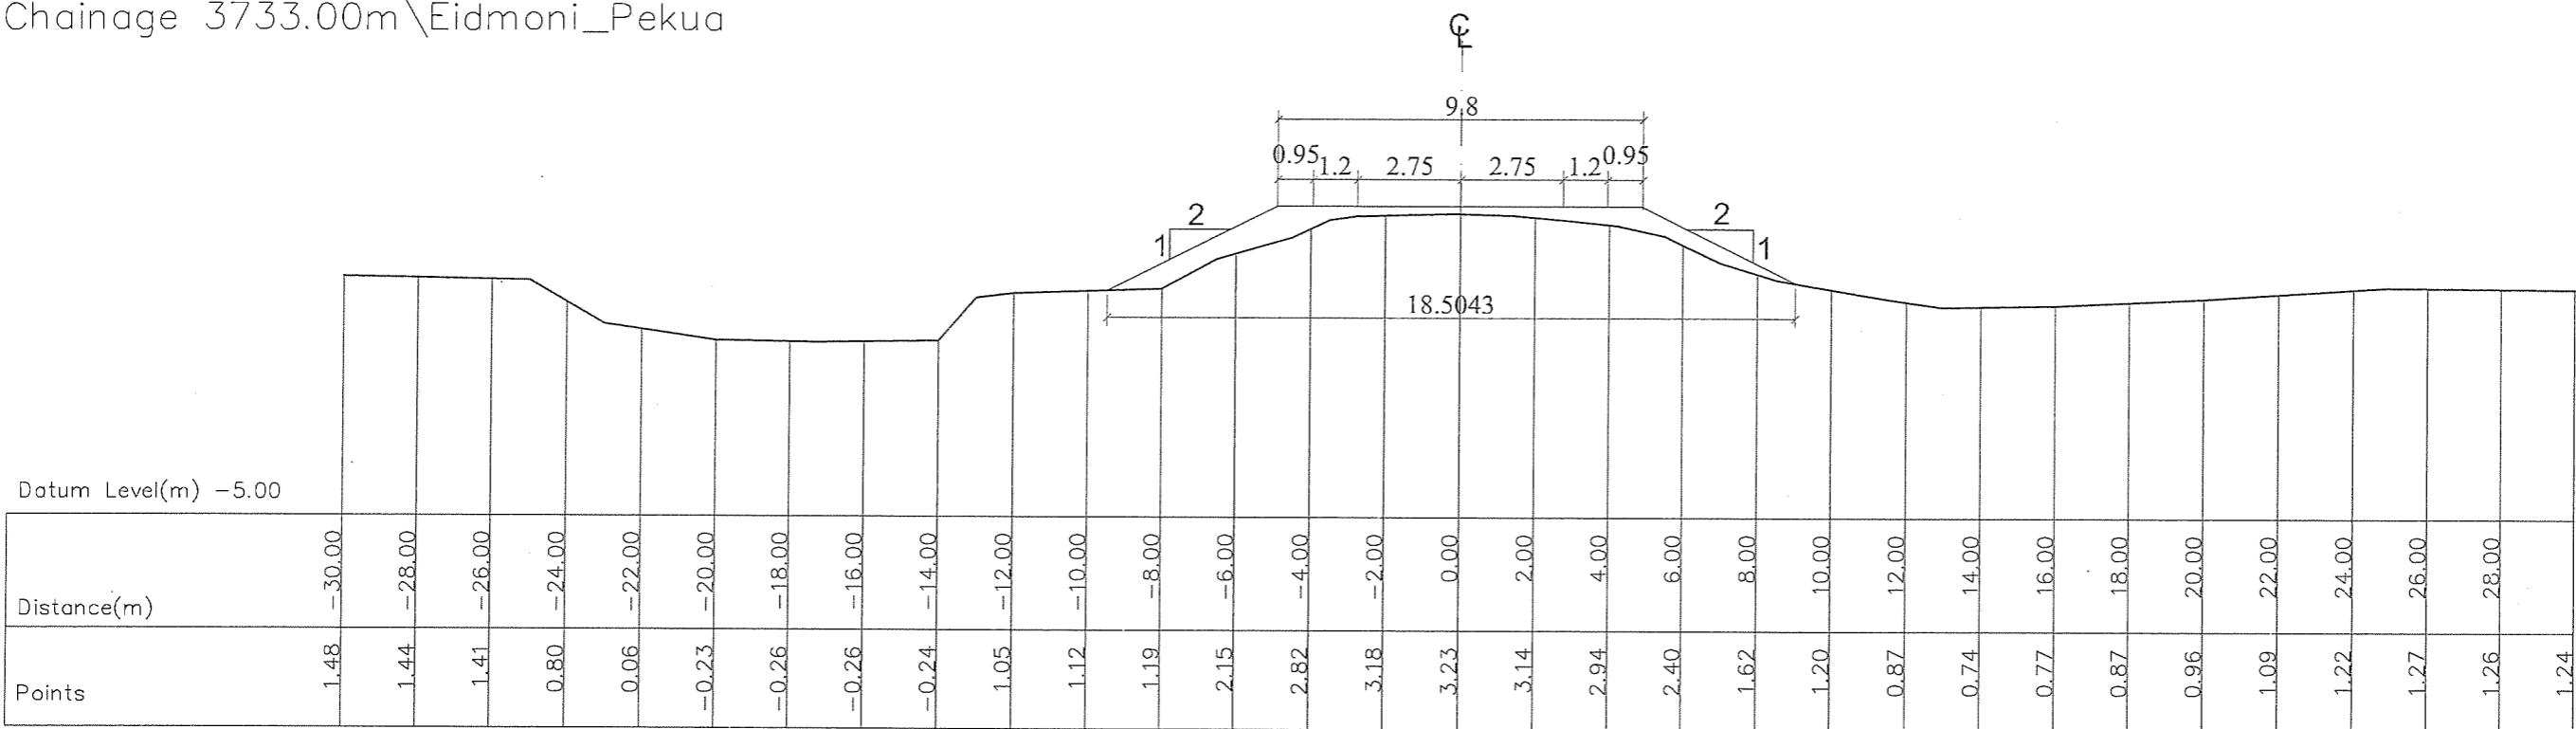 Chainage 3733.00m\Eidmoni_Pekua
℄
9.8
0.95 1.2 2.75 2.75 1.2 0.95
2 2
1 1
18.5043
Datum Level(m) -5.00
Distance(m) -30.00 -28.00 -26.00 -24.00 -22.00 -20.00 -18.00 -16.00 -14.00 -12.00 -10.00 -8.00 -6.00 -4.00 -2.00 0.00 2.00 4.00 6.00 8.00 10.00 12.00 14.00 16.00 18.00 20.00 22.00 24.00 26.00 28.00
Points 1.48 1.44 1.41 0.80 0.06 -0.23 -0.26 -0.26 -0.24 1.05 1.12 1.19 2.15 2.82 3.18 3.23 3.14 2.94 2.40 1.62 1.20 0.87 0.74 0.77 0.87 0.96 1.09 1.22 1.27 1.26 1.24